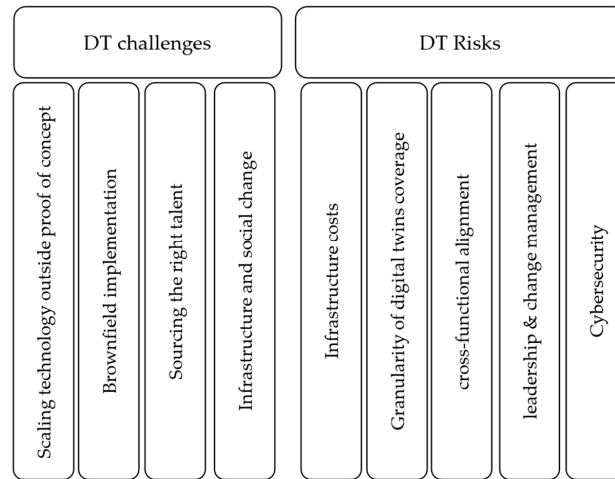 DT challenges
DT Risks
Scaling technology outside proof of concept
Brownfield implementation
Sourcing the right talent
Infrastructure and social change
Infrastructure costs
Granularity of digital twins coverage
cross-functional alignment
leadership & change management
Cybersecurity